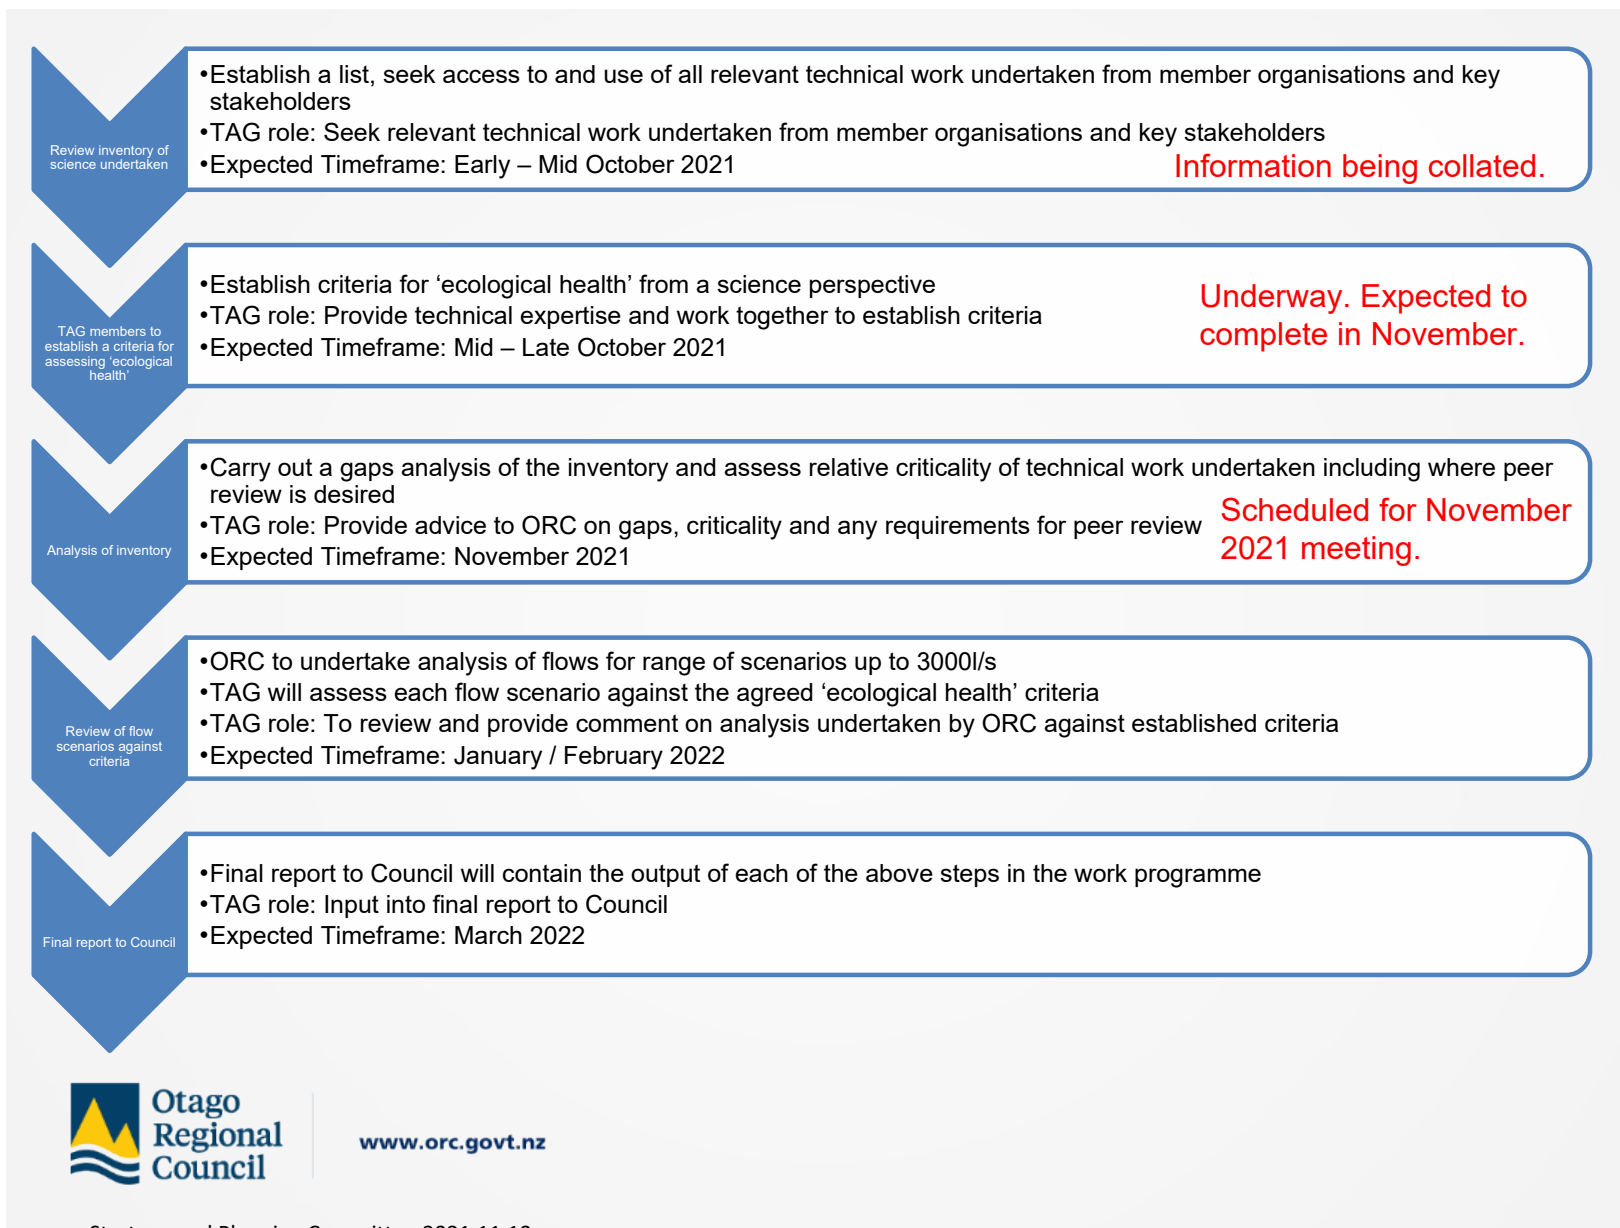 •Establish a list, seek access to and use of all relevant technical work undertaken from member organisations and key
stakeholders
•TAG role: Seek relevant technical work undertaken from member organisations and key stakeholders
•Expected Timeframe: Early – Mid October 2021
Information being collated.
Review inventory of
science undertaken
•Establish criteria for ‘ecological health’ from a science perspective
•TAG role: Provide technical expertise and work together to establish criteria
•Expected Timeframe: Mid – Late October 2021
Underway. Expected to
complete in November.
TAG members to
establish a criteria for
assessing ‘ecological
health’
•Carry out a gaps analysis of the inventory and assess relative criticality of technical work undertaken including where peer
review is desired
•TAG role: Provide advice to ORC on gaps, criticality and any requirements for peer review
•Expected Timeframe: November 2021
Scheduled for November
2021 meeting.
Analysis of inventory
•ORC to undertake analysis of flows for range of scenarios up to 3000l/s
•TAG will assess each flow scenario against the agreed ‘ecological health’ criteria
•TAG role: To review and provide comment on analysis undertaken by ORC against established criteria
•Expected Timeframe: January / February 2022
Review of flow
scenarios against
criteria
•Final report to Council will contain the output of each of the above steps in the work programme
•TAG role: Input into final report to Council
•Expected Timeframe: March 2022
Final report to Council
Otago
Regional
Council
www.orc.govt.nz